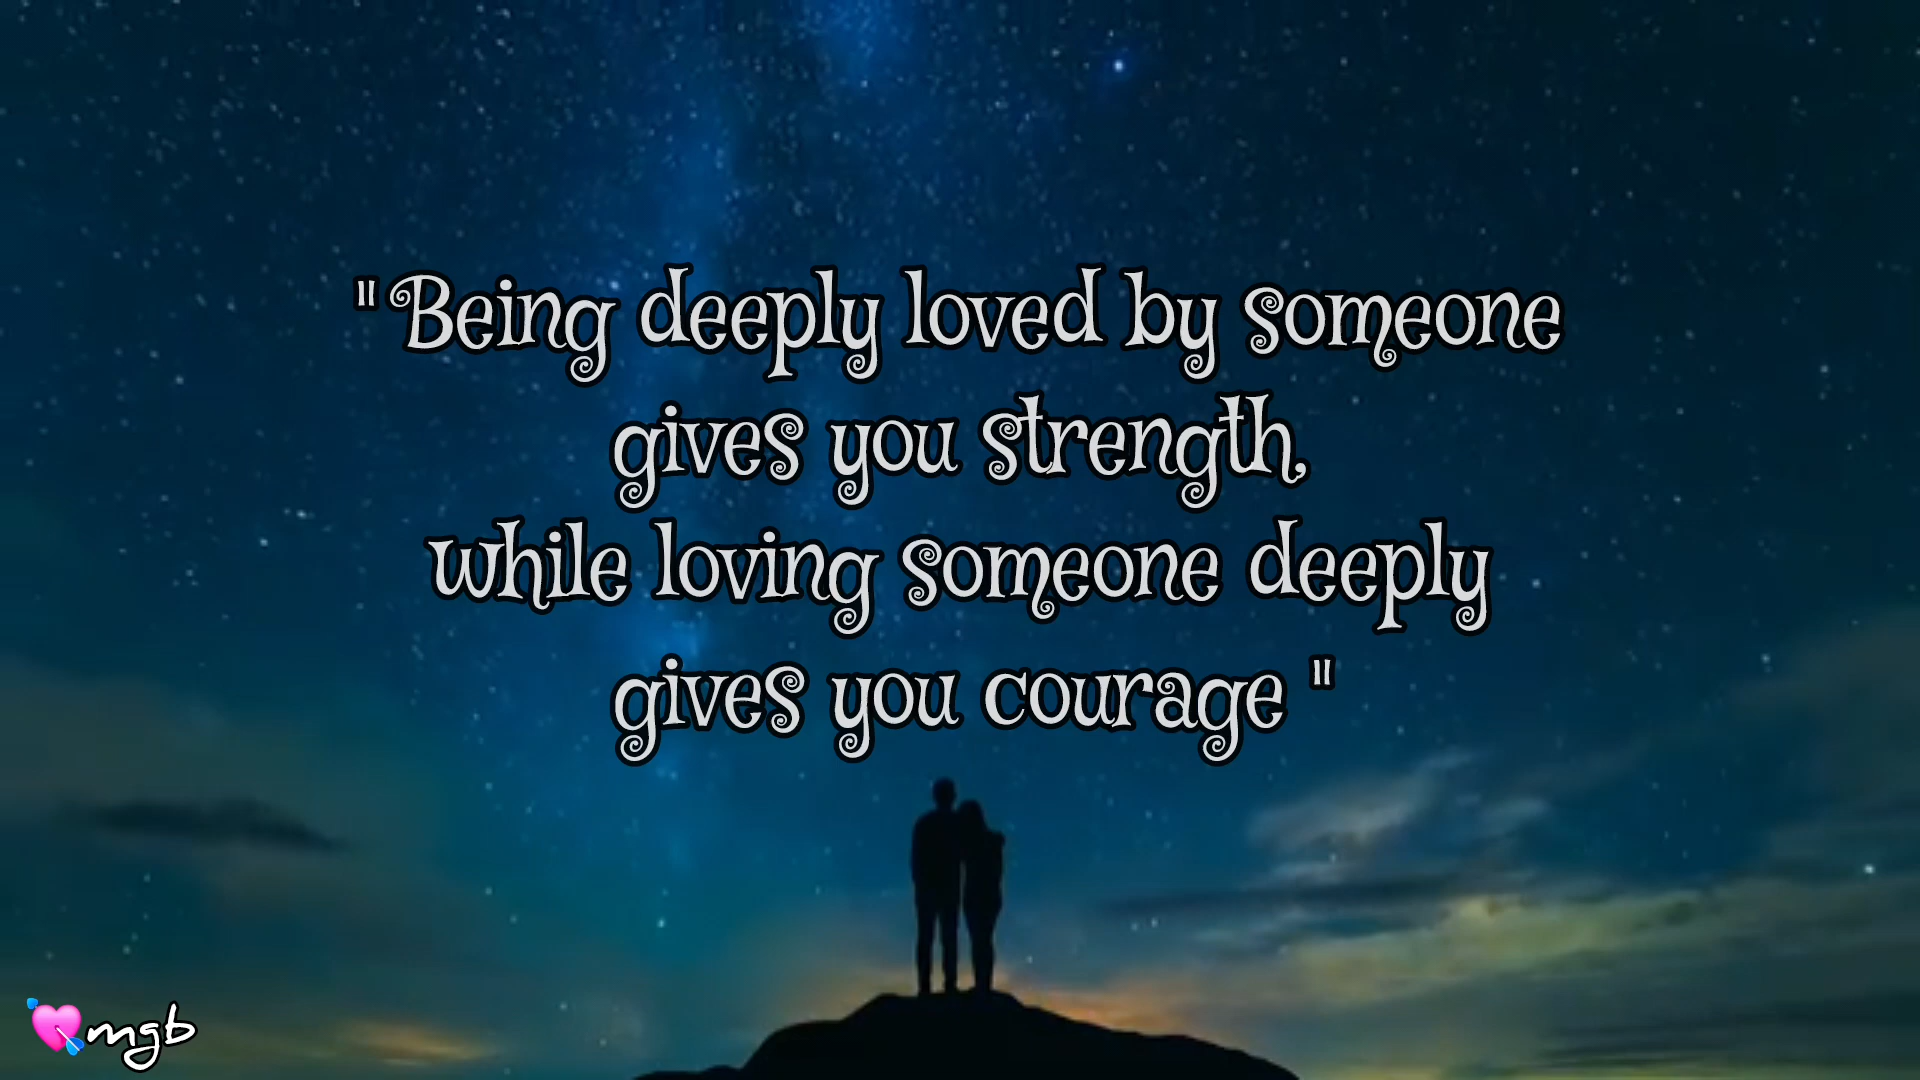 "Being deeply loved by someone
gives you strength,
while loving someone deeply
gives you courage "
mgb